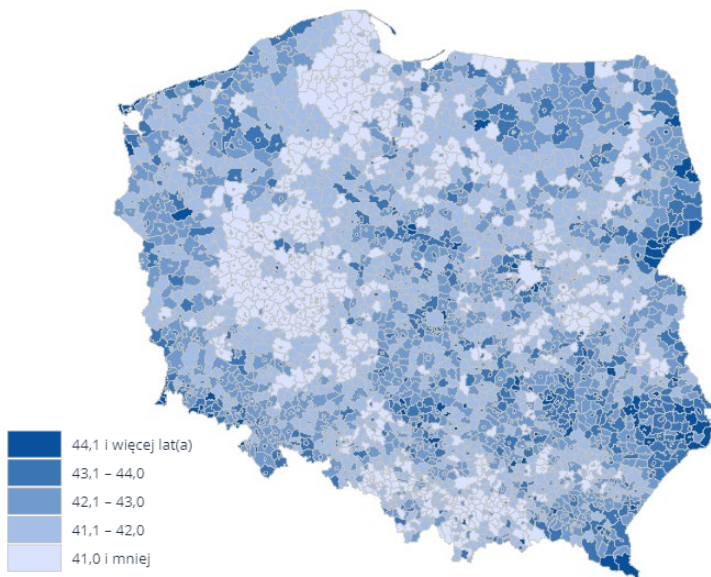 44,1 i więcej lat(a)
43,1 – 44,0
42,1 – 43,0
41,1 – 42,0
41,0 i mniej